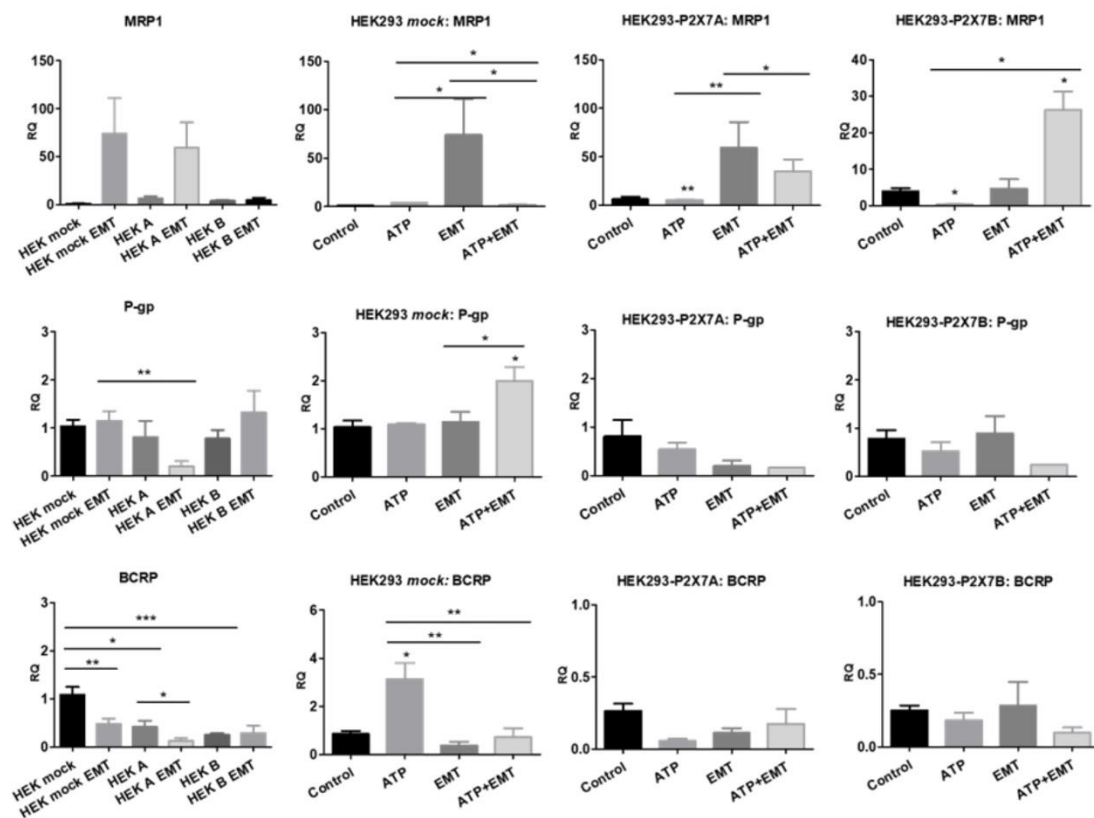 MRP1
150
100
50
0
RQ
HEK mock
HEK mock EMT
HEK A
HEK A EMT
HEK B
HEK B EMT
HEK293 mock: MRP1
150
100
50
0
RQ
*
*
*
Control
ATP
EMT
ATP+EMT
HEK293-P2X7A: MRP1
150
100
50
0
RQ
*
**
**
Control
ATP
EMT
ATP+EMT
HEK293-P2X7B: MRP1
40
30
20
10
0
RQ
*
*
*
Control
ATP
EMT
ATP+EMT
P-gp
3
2
1
0
RQ
**
HEK mock
HEK mock EMT
HEK A
HEK A EMT
HEK B
HEK B EMT
HEK293 mock: P-gp
3
2
1
0
RQ
*
*
Control
ATP
EMT
ATP+EMT
HEK293-P2X7A: P-gp
3
2
1
0
RQ
Control
ATP
EMT
ATP+EMT
HEK293-P2X7B: P-gp
3
2
1
0
RQ
Control
ATP
EMT
ATP+EMT
BCRP
3
2
1
0
RQ
***
*
**
*
HEK mock
HEK mock EMT
HEK A
HEK A EMT
HEK B
HEK B EMT
HEK293 mock: BCRP
6
4
2
0
RQ
**
**
*
Control
ATP
EMT
ATP+EMT
HEK293-P2X7A: BCRP
1.0
0.5
0.0
RQ
Control
ATP
EMT
ATP+EMT
HEK293-P2X7B: BCRP
1.0
0.5
0.0
RQ
Control
ATP
EMT
ATP+EMT